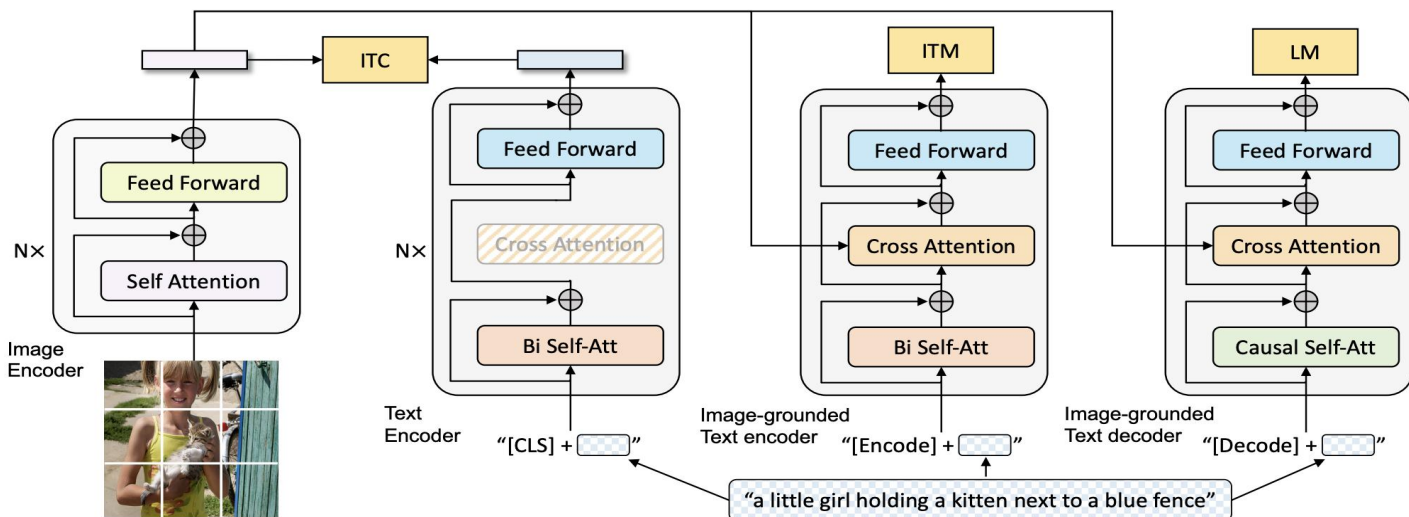 ITC
ITM
LM
Feed Forward
Self Attention
N×
Image
Encoder
Feed Forward
Cross Attention
Bi Self-Att
N×
Text
Encoder
“[CLS] + ”
Feed Forward
Cross Attention
Bi Self-Att
Image-grounded
Text encoder
“[Encode] + ”
Feed Forward
Cross Attention
Causal Self-Att
Image-grounded
Text decoder
“[Decode] + ”
“a little girl holding a kitten next to a blue fence”